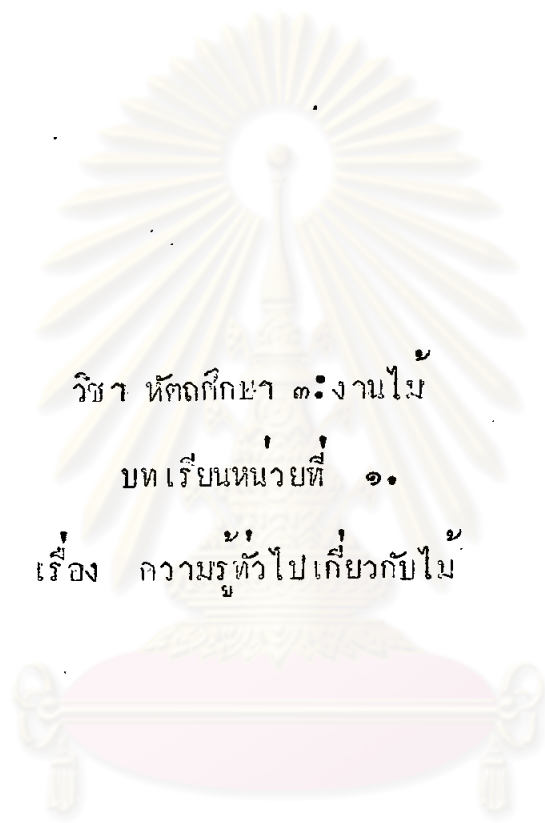 วิชา หัตถศึกษา ๓: งานไม้
บทเรียนหน่วยที่ ๑.
เรื่อง ความรู้ทั่วไปเกี่ยวกับไม้